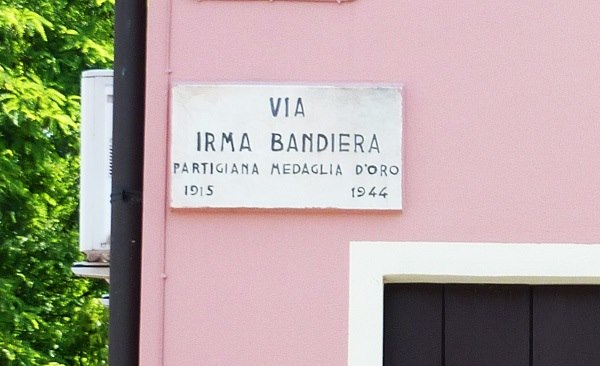 VIA
IRMA BANDIERA
PARTIGIANA MEDAGLIA D'ORO
1915 1944